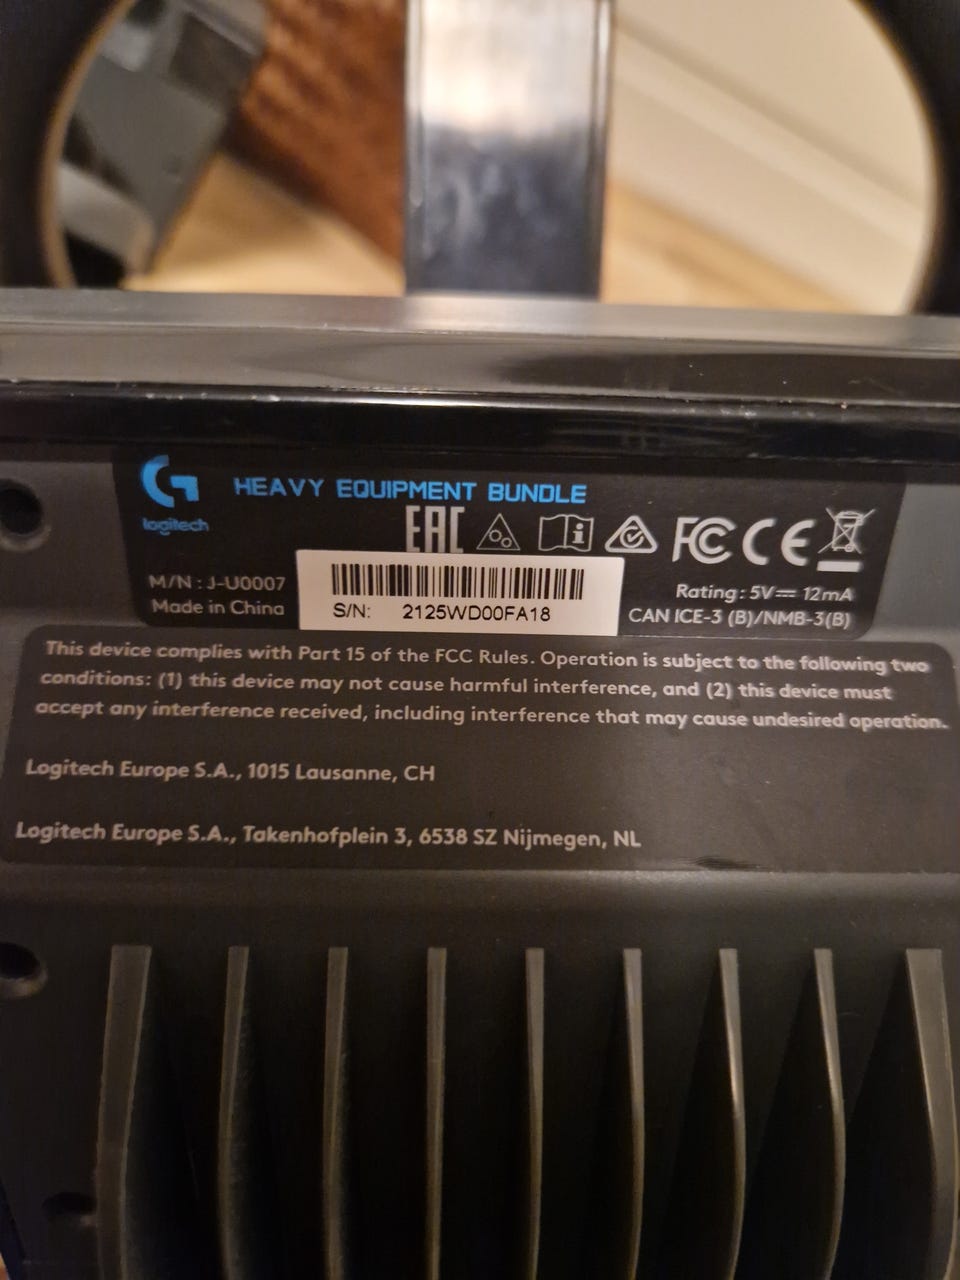 logitech
HEAVY EQUIPMENT BUNDLE
EAC
FC CE
M/N : J-U0007
Made in China
S/N: 2125WD00FA18
Rating : 5V⎓ 12mA
CAN ICE-3 (B)/NMB-3(B)
This device complies with Part 15 of the FCC Rules. Operation is subject to the following two
conditions: (1) this device may not cause harmful interference, and (2) this device must
accept any interference received, including interference that may cause undesired operation.
Logitech Europe S.A., 1015 Lausanne, CH
Logitech Europe S.A., Takenhofplein 3, 6538 SZ Nijmegen, NL